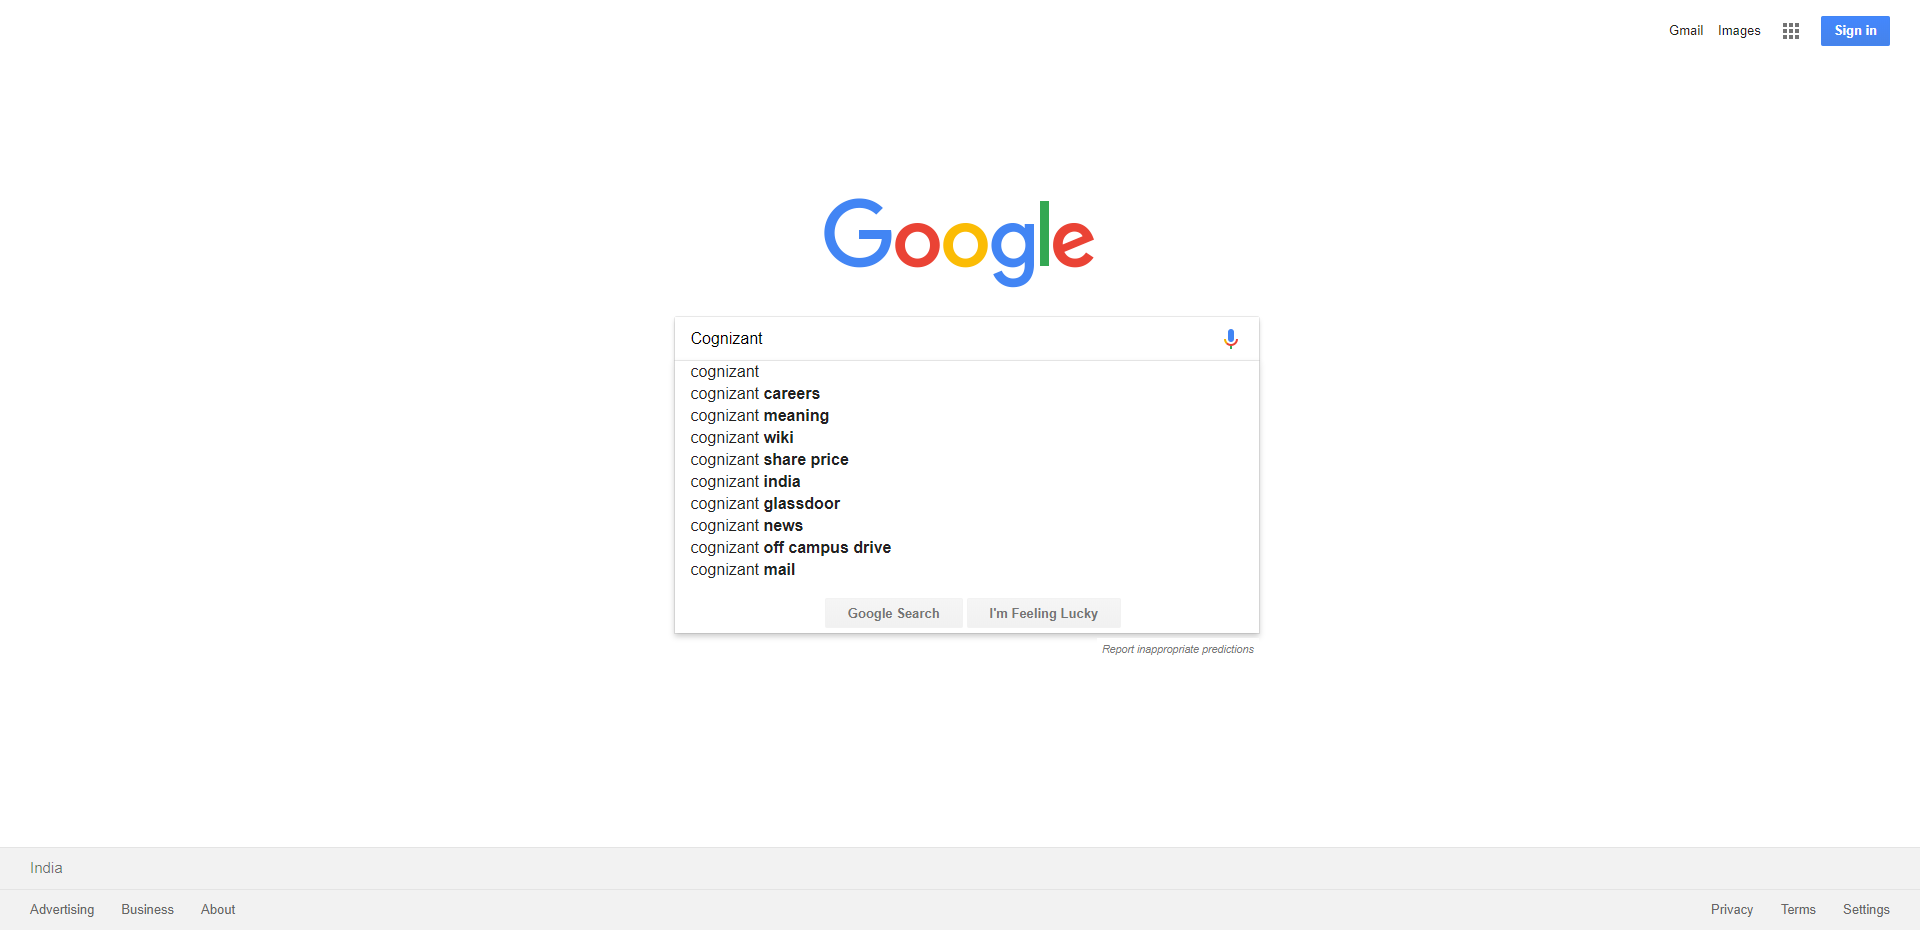 Gmail Images Sign in
Google
Cognizant
cognizant
cognizant careers
cognizant meaning
cognizant wiki
cognizant share price
cognizant india
cognizant glassdoor
cognizant news
cognizant off campus drive
cognizant mail
Google Search I'm Feeling Lucky
Report inappropriate predictions
India
Advertising Business About Privacy Terms Settings